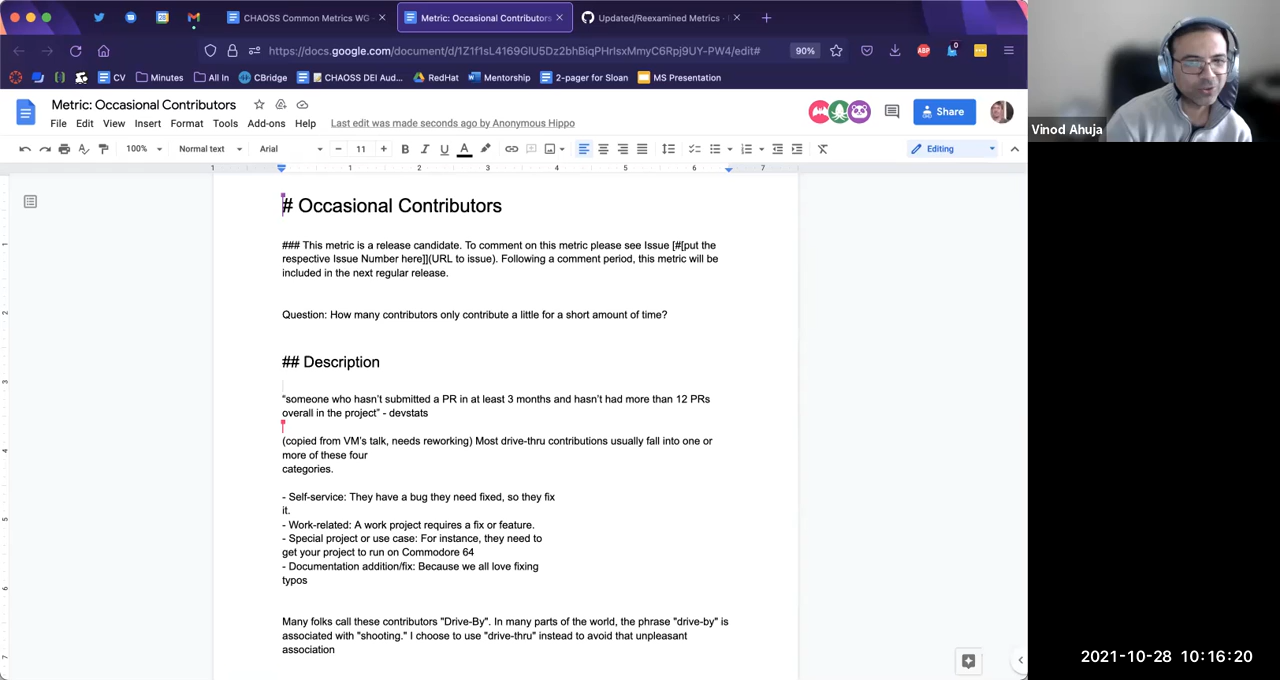 CHAOSS Common Metrics WG -
Metric: Occasional Contributors
Updated/Reexamined Metrics ·
https://docs.google.com/document/d/1Z1f1sL4169GIU5Dz2bhBiqPHrIsxMmyC6Rpj9UY-PW4/edit#
90%
ABP
0
CV
Minutes
All In
CBridge
CHAOSS DEI Aud...
RedHat
Mentorship
2-pager for Sloan
MS Presentation
Metric: Occasional Contributors
File Edit View Insert Format Tools Add-ons Help
Last edit was made seconds ago by Anonymous Hippo
Share
100%
Normal text
Arial
11
Editing
1 1 2 3 4 5 6 7
# Occasional Contributors
### This metric is a release candidate. To comment on this metric please see Issue [#[put the
respective Issue Number here]](URL to issue). Following a comment period, this metric will be
included in the next regular release.
Question: How many contributors only contribute a little for a short amount of time?
## Description
“someone who hasn’t submitted a PR in at least 3 months and hasn’t had more than 12 PRs
overall in the project” - devstats
(copied from VM’s talk, needs reworking) Most drive-thru contributions usually fall into one or
more of these four
categories.
- Self-service: They have a bug they need fixed, so they fix
it.
- Work-related: A work project requires a fix or feature.
- Special project or use case: For instance, they need to
get your project to run on Commodore 64
- Documentation addition/fix: Because we all love fixing
typos
Many folks call these contributors "Drive-By". In many parts of the world, the phrase "drive-by" is
associated with "shooting." I choose to use "drive-thru" instead to avoid that unpleasant
association
Vinod Ahuja
2021-10-28 10:16:20